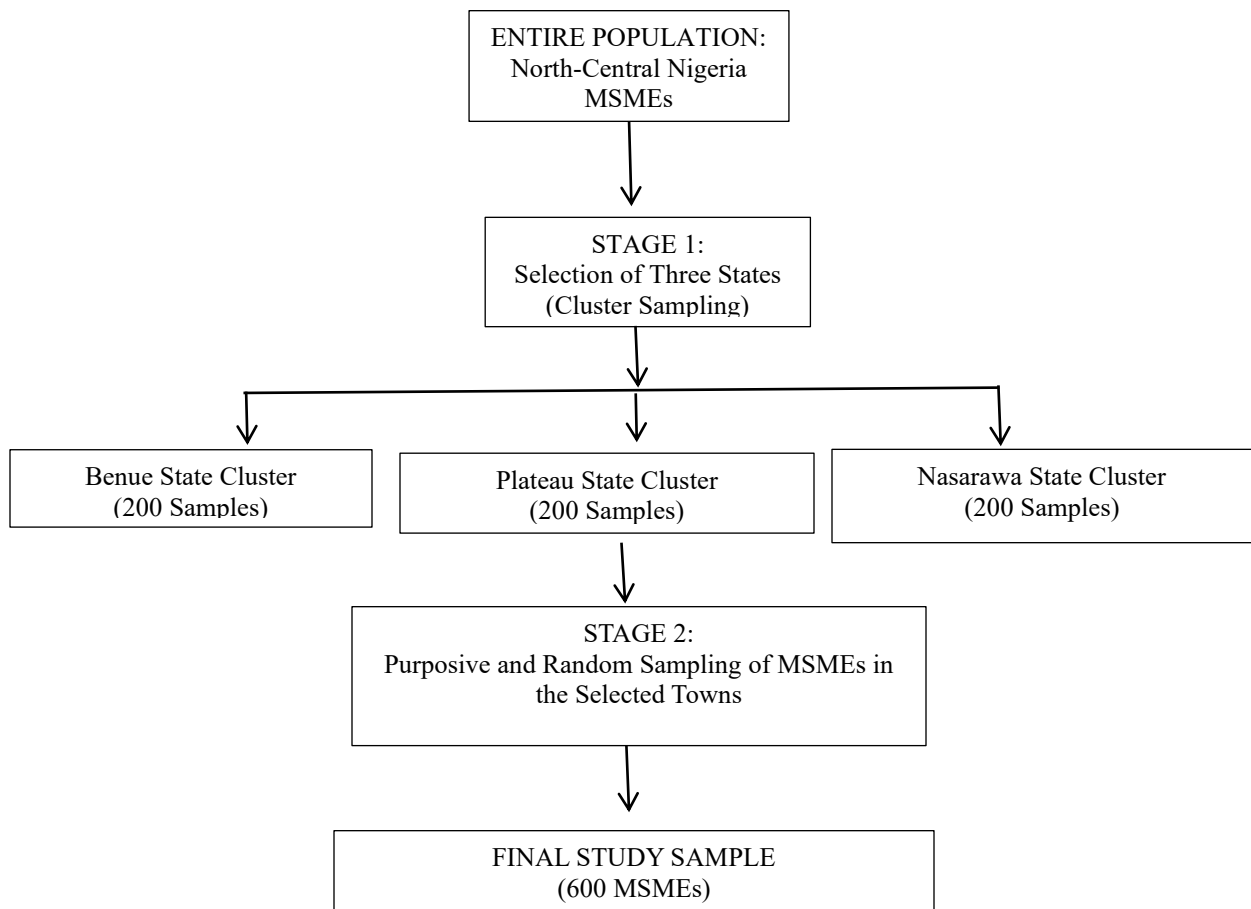 ENTIRE POPULATION:
North-Central Nigeria
MSMEs
STAGE 1:
Selection of Three States
(Cluster Sampling)
Benue State Cluster
(200 Samples)
Plateau State Cluster
(200 Samples)
Nasarawa State Cluster
(200 Samples)
STAGE 2:
Purposive and Random Sampling of MSMEs in
the Selected Towns
FINAL STUDY SAMPLE
(600 MSMEs)